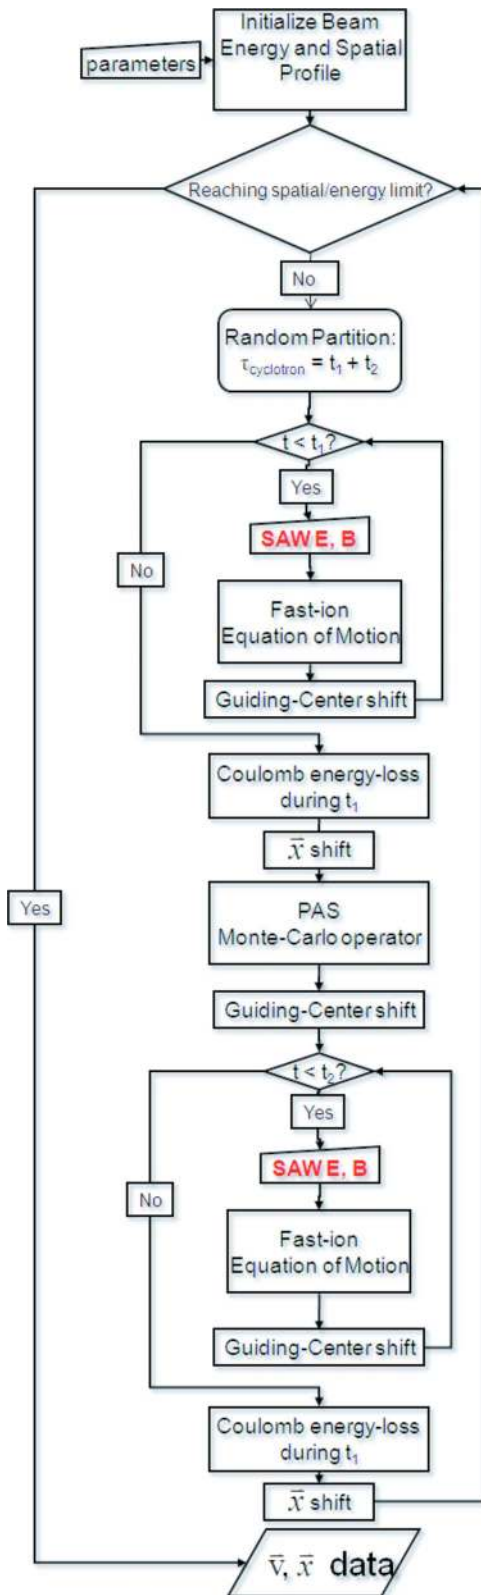 Initialize Beam
Energy and Spatial
Profile
parameters
Reaching spatial/energy limit?
No
Random Partition:
τcyclotron = t1 + t2
t < t1?
Yes
SAW E, B
No
Fast-ion
Equation of Motion
Guiding-Center shift
Coulomb energy-loss
during t1
x⃗ shift
Yes
PAS
Monte-Carlo operator
Guiding-Center shift
t < t2?
Yes
SAW E, B
No
Fast-ion
Equation of Motion
Guiding-Center shift
Coulomb energy-loss
during t1
x⃗ shift
v⃗, x⃗ data